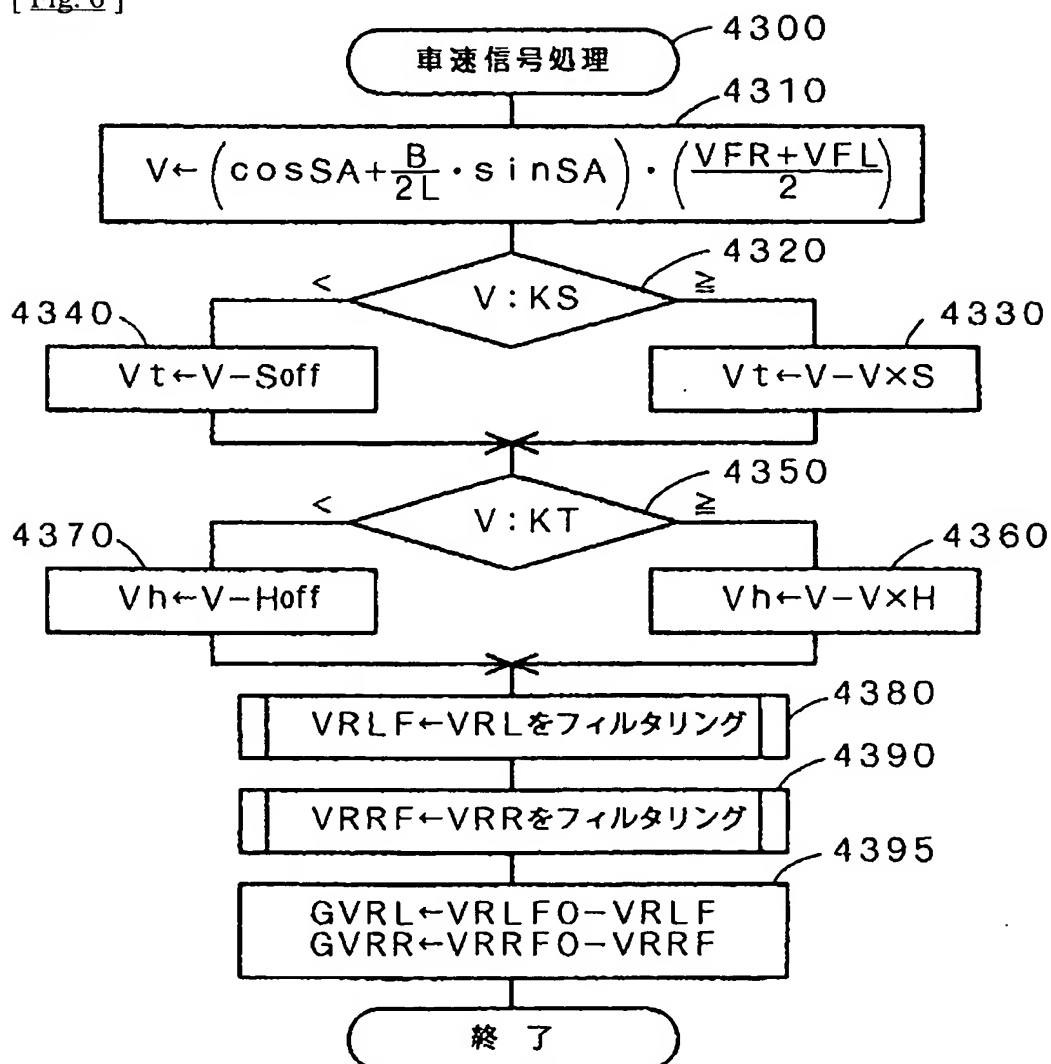 [ Fig. 6 ]
4300
車速信号処理
4310
V←(cosSA+B/2L・sinSA)・(VFR+VFL/2)
4320
< V:KS ≧
4340
4330
Vt←V−Soff
Vt←V−V×S
4350
< V:KT ≧
4370
4360
Vh←V−Hoff
Vh←V−V×H
4380
VRLF←VRLをフィルタリング
4390
VRRF←VRRをフィルタリング
4395
GVRL←VRLFO−VRLF
GVRR←VRRFO−VRRF
終了